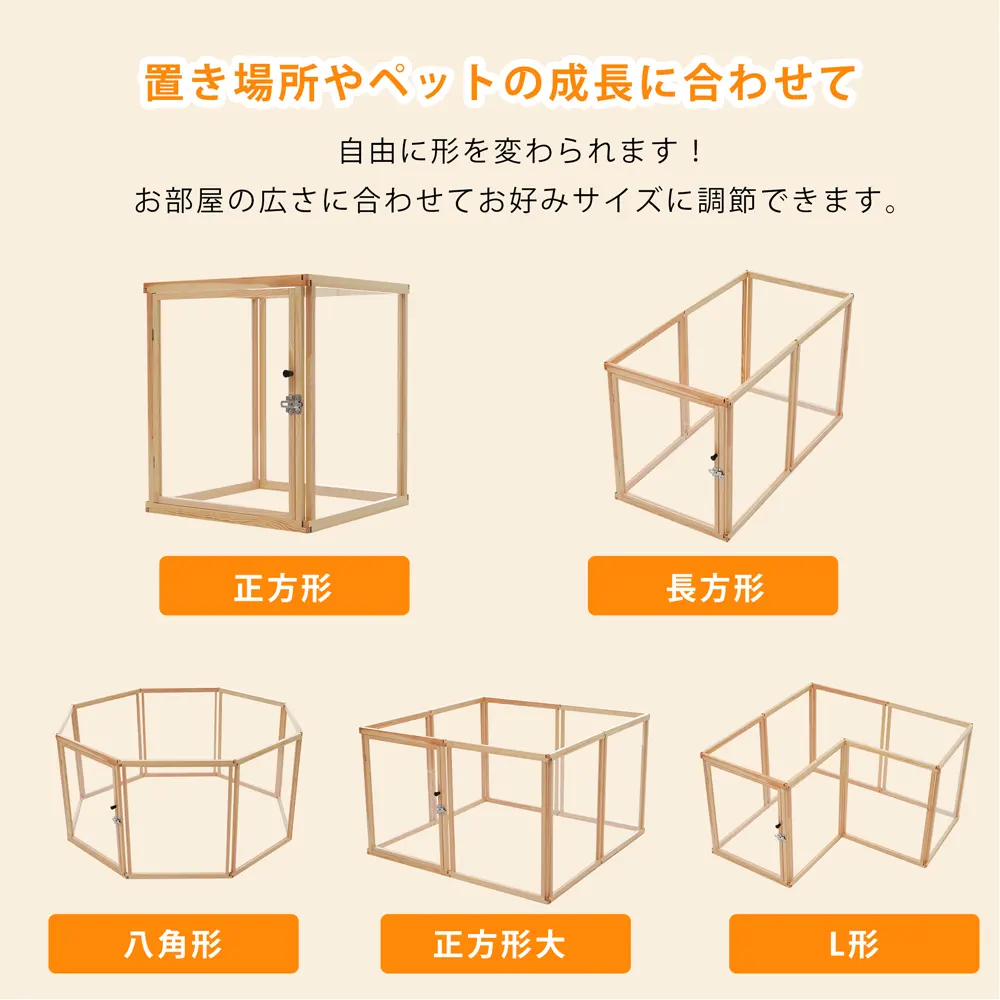 置き場所やペットの成長に合わせて
自由に形を変わられます！
お部屋の広さに合わせてお好みサイズに調節できます。
正方形
長方形
八角形
正方形大
L形